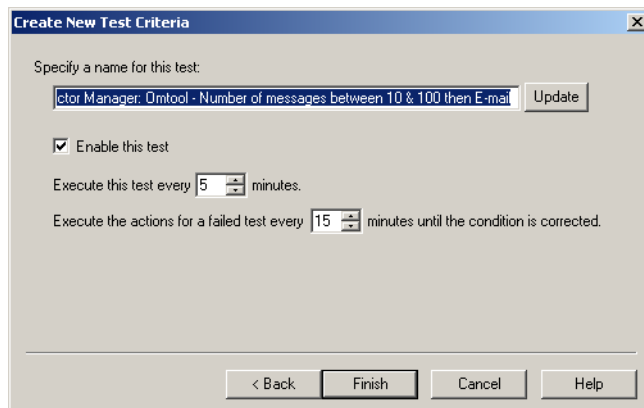 Create New Test Criteria
Specify a name for this test:
ctor Manager: Omtool - Number of messages between 10 & 100 then E-mail
Update
Enable this test
Execute this test every 5 minutes.
Execute the actions for a failed test every 15 minutes until the condition is corrected.
< Back Finish Cancel Help